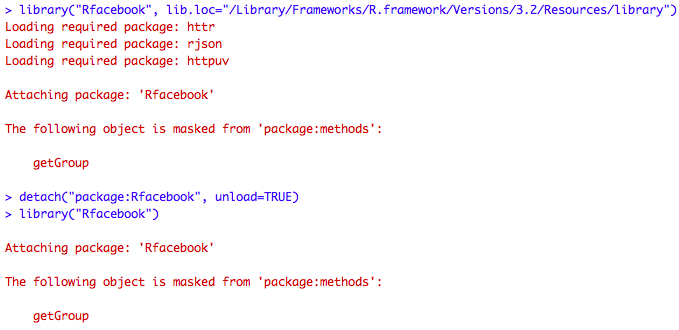 > library("Rfacebook", lib.loc="/Library/Frameworks/R.framework/Versions/3.2/Resources/library")
Loading required package: httr
Loading required package: rjson
Loading required package: httpuv
Attaching package: 'Rfacebook'
The following object is masked from 'package:methods':
getGroup
> detach("package:Rfacebook", unload=TRUE)
> library("Rfacebook")
Attaching package: 'Rfacebook'
The following object is masked from 'package:methods':
getGroup